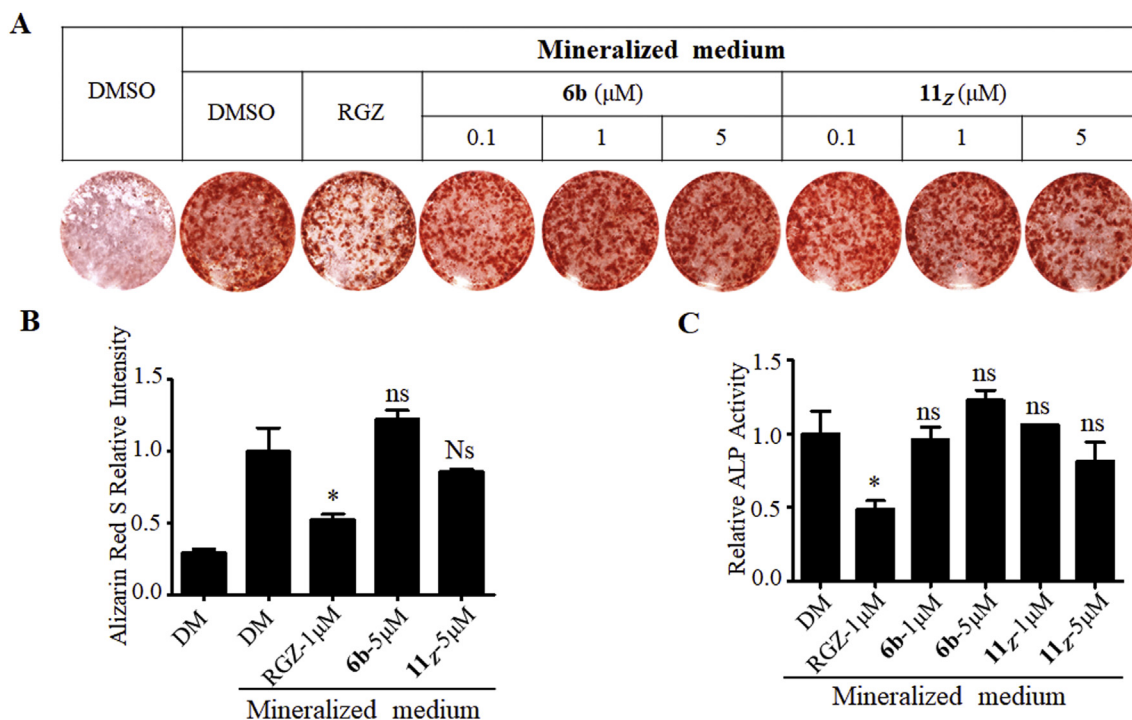 A
DMSO
Mineralized medium
DMSO
RGZ
6b (μM)
11z (μM)
0.1
1
5
0.1
1
5
B
Alizarin Red S Relative Intensity
1.5
1.0
0.5
0.0
*
ns
Ns
DM
DM
RGZ-1μM
6b-5μM
11z-5μM
Mineralized medium
C
Relative ALP Activity
1.5
1.0
0.5
0.0
*
ns
ns
ns
ns
DM
RGZ-1μM
6b-1μM
6b-5μM
11z-1μM
11z-5μM
Mineralized medium